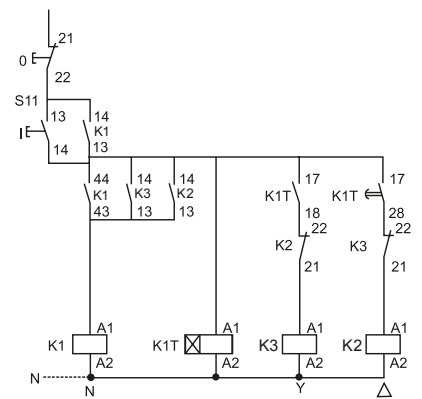 21
0
22
S11
13 14
I K1
14 13
44 14 14 17 17
K1 K3 K2 K1T K1T
43 13 13 18 28
22 22
K2 K3
21 21
A1 A1 A1 A1
K1 K1T K3 K2
A2 A2 A2 A2
N N Y △